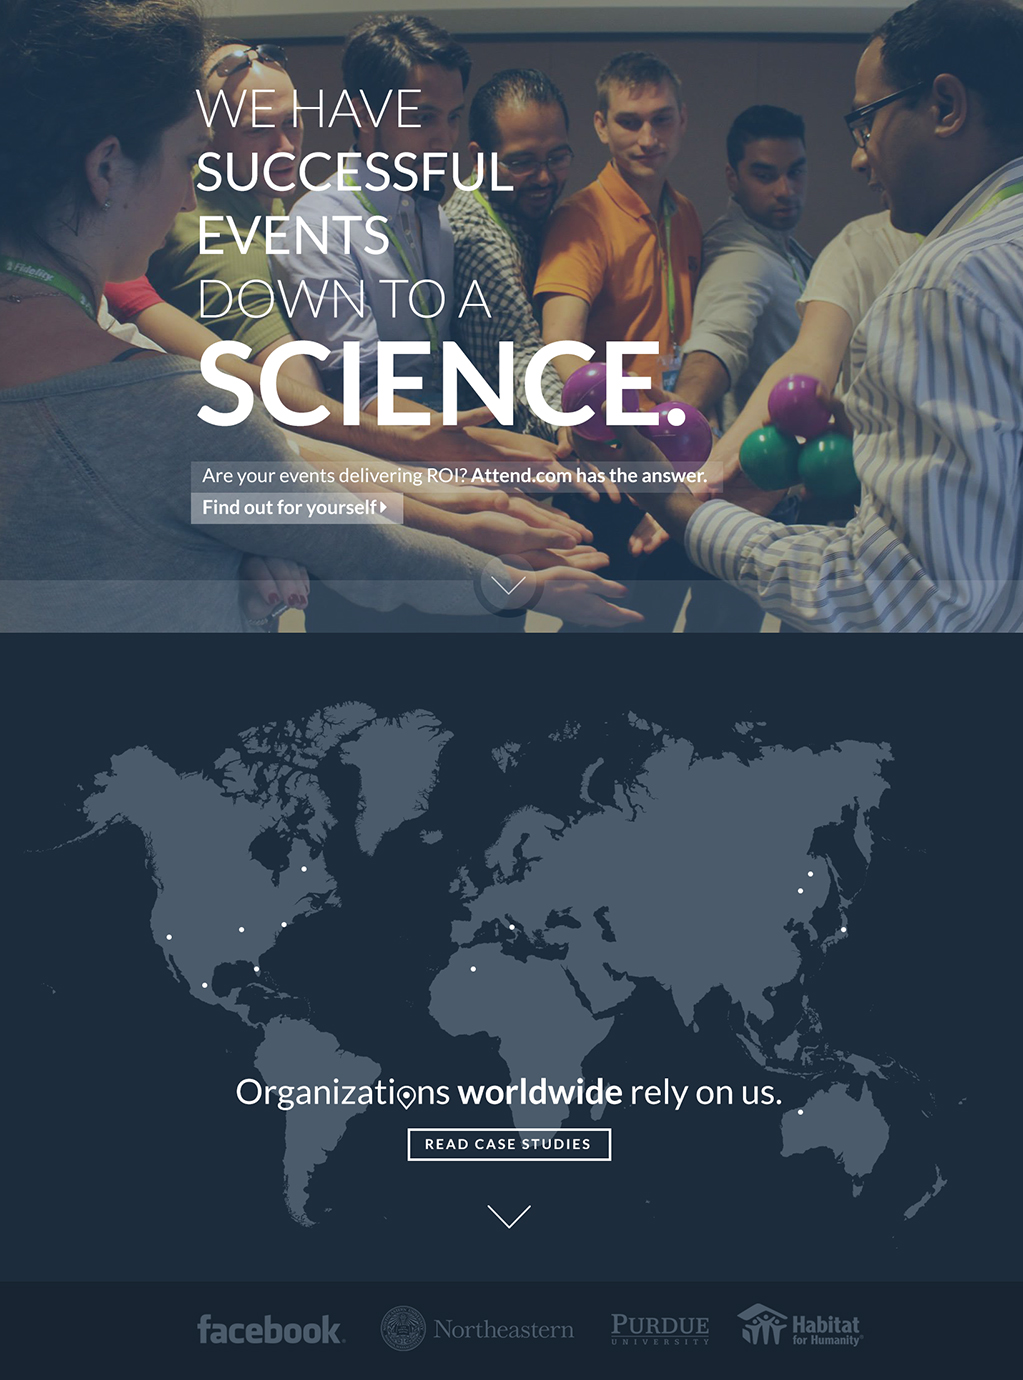 WE HAVE
SUCCESSFUL
EVENTS
DOWN TO A
SCIENCE.
Fidelity
Are your events delivering ROI? Attend.com has the answer.
Find out for yourself
Organizations worldwide rely on us.
READ CASE STUDIES
facebook
Northeastern
PURDUE
UNIVERSITY
Habitat
for Humanity®